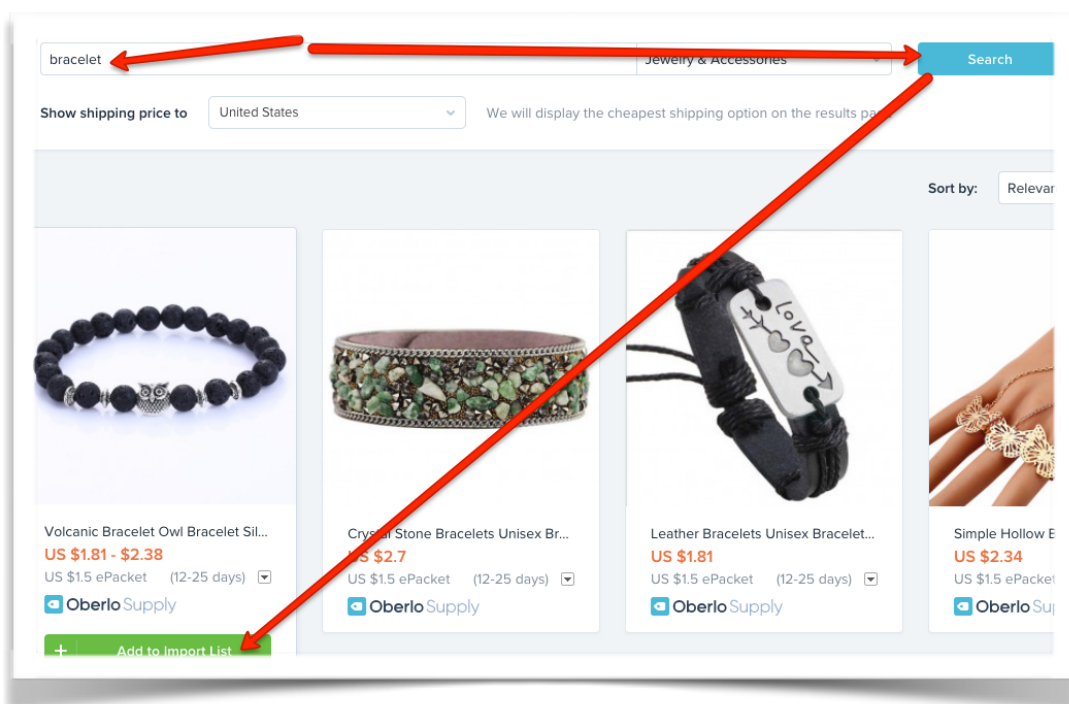 bracelet
Jewelry & Accessories
Search
Show shipping price to
United States
We will display the cheapest shipping option on the results
Sort by:
Volcanic Bracelet Owl Bracelet Sil...
US $1.81 - $2.38
US $1.5 ePacket (12-25 days)
Oberlo Supply
+ Add to Import List
Crystal Stone Bracelets Unisex Br...
US $2.7
US $1.5 ePacket (12-25 days)
Oberlo Supply
Love
Leather Bracelets Unisex Bracelet...
US $1.81
US $1.5 ePacket (12-25 days)
Oberlo Supply
Simple Hollow
US $2.34
US $1.5 ePacket
Oberlo